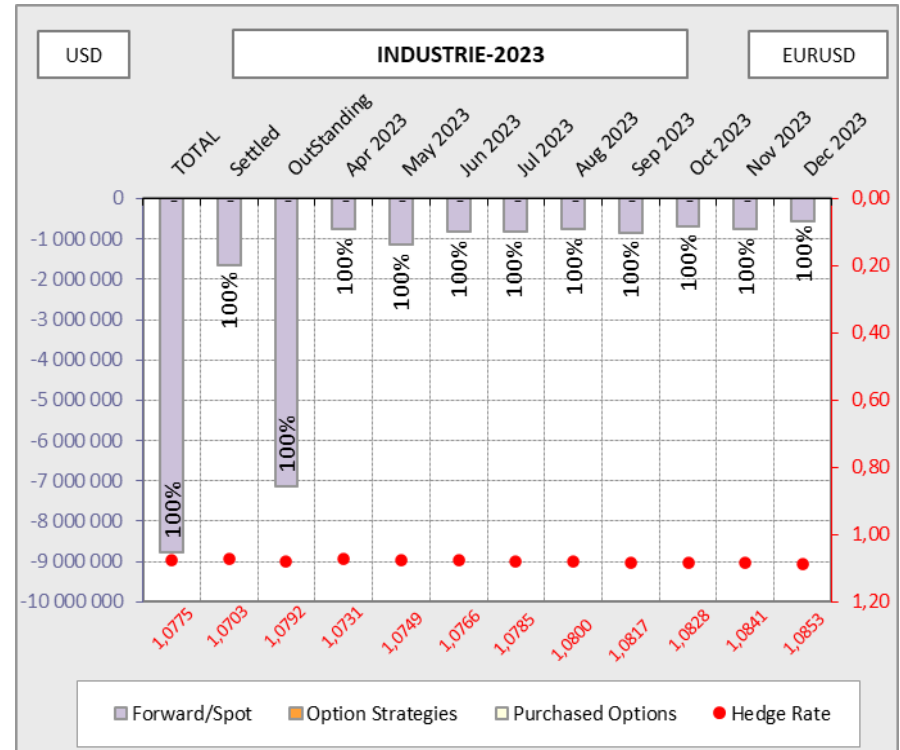 USD
INDUSTRIE-2023
EURUSD
TOTAL
Settled
OutStanding
Apr 2023
May 2023
Jun 2023
Jul 2023
Aug 2023
Sep 2023
Oct 2023
Nov 2023
Dec 2023
0
-1 000 000
-2 000 000
-3 000 000
-4 000 000
-5 000 000
-6 000 000
-7 000 000
-8 000 000
-9 000 000
-10 000 000
100%
100%
100%
100%
100%
100%
100%
100%
100%
100%
100%
100%
0,00
0,20
0,40
0,60
0,80
1,00
1,20
1,0775
1,0703
1,0792
1,0731
1,0749
1,0766
1,0785
1,0800
1,0817
1,0828
1,0841
1,0853
Forward/Spot
Option Strategies
Purchased Options
Hedge Rate